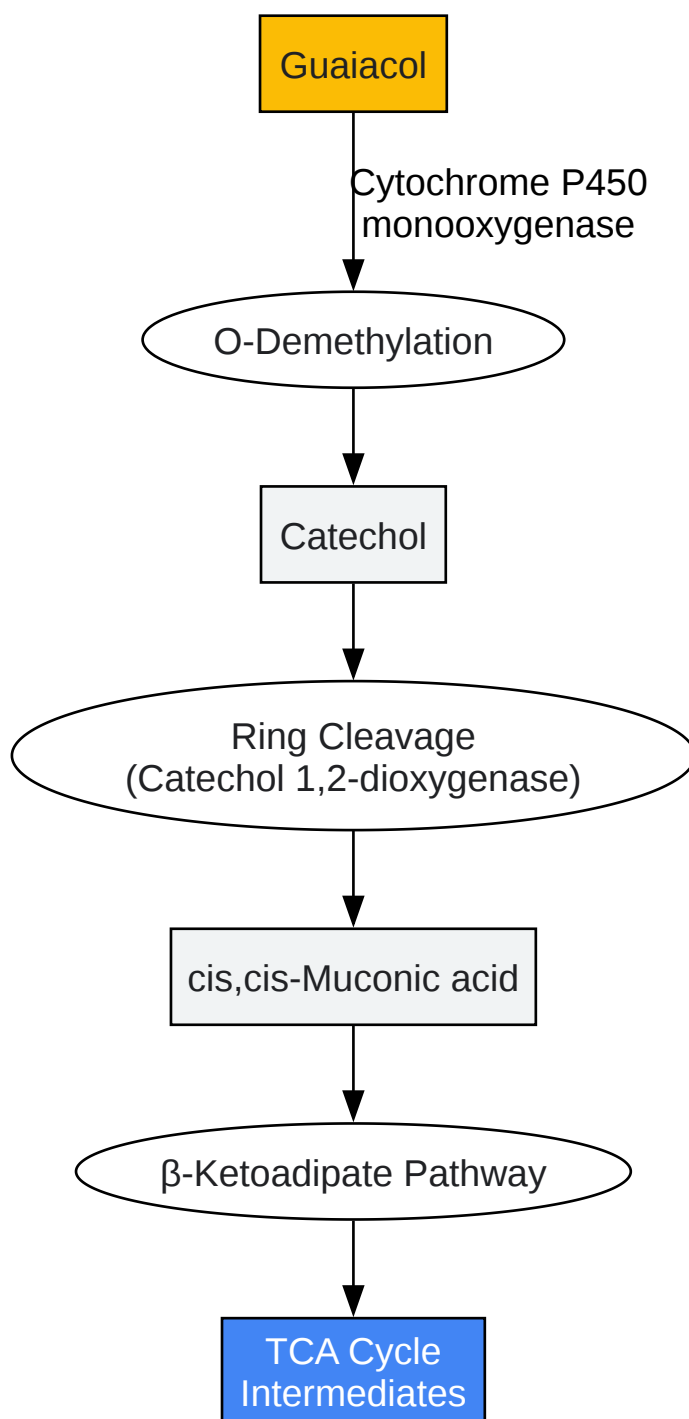 Guaiacol
Cytochrome P450
monooxygenase
O-Demethylation
Catechol
Ring Cleavage
(Catechol 1,2-dioxygenase)
cis,cis-Muconic acid
β-Ketoadipate Pathway
TCA Cycle
Intermediates